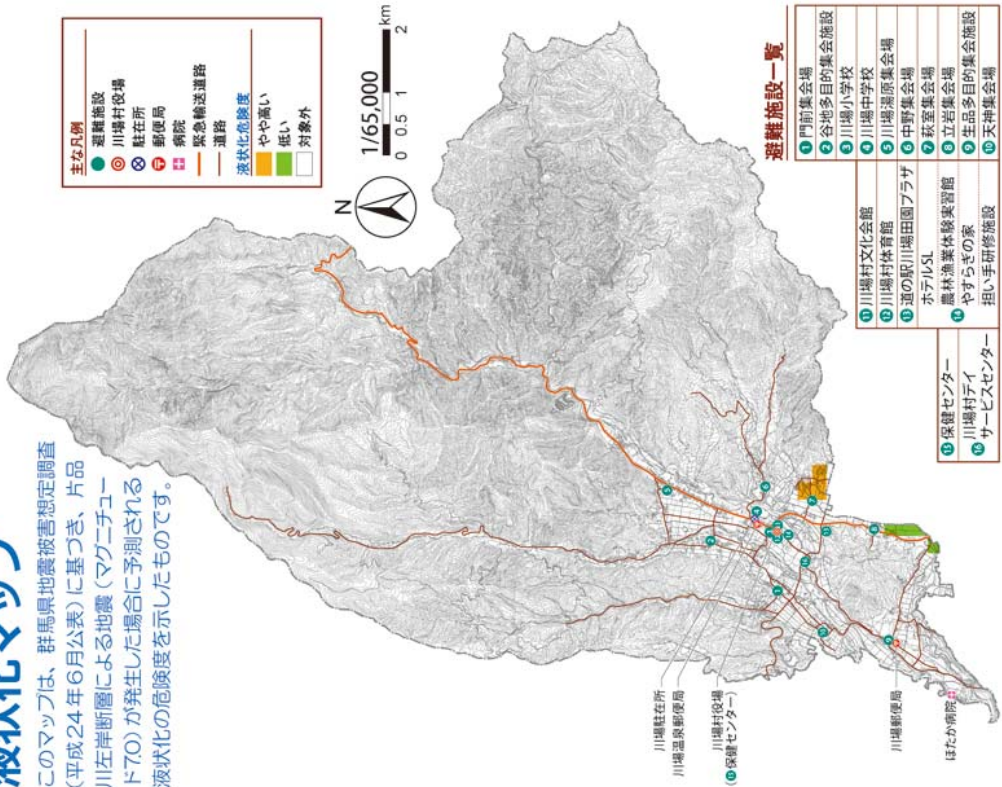 液状化マップ
このマップは、群馬県地震被害想定調査
(平成24年6月公表)に基づき、片品
川左岸断層による地震(マグニチュー
ド7.0)が発生した場合に予測される
液状化の危険度を示したものです。
主な凡例
避難施設
川場村役場
駐在所
郵便局
病院
緊急輸送道路
道路
液状化危険度
やや高い
低い
対象外
N
1/65,000
0 0.5 1 2 km
川場駐在所
川場温泉郵便局
川場村役場
(⑮保健センター)
川場郵便局
ほたか病院
避難施設一覧
① 門前集会場
② 谷地多目的集会施設
③ 川場小学校
④ 川場中学校
⑤ 川場湯原集会場
⑥ 中野集会場
⑦ 萩室集会場
⑧ 立岩集会場
⑨ 生品多目的集会施設
⑩ 天神集会場
⑪ 川場村文化会館
⑫ 川場村体育館
⑬ 道の駅川場田園プラザ
ホテルSL
⑭ 農林漁業体験実習館
やすらぎの家
担い手研修施設
⑮ 保健センター
⑯ 川場村デイ
サービスセンター